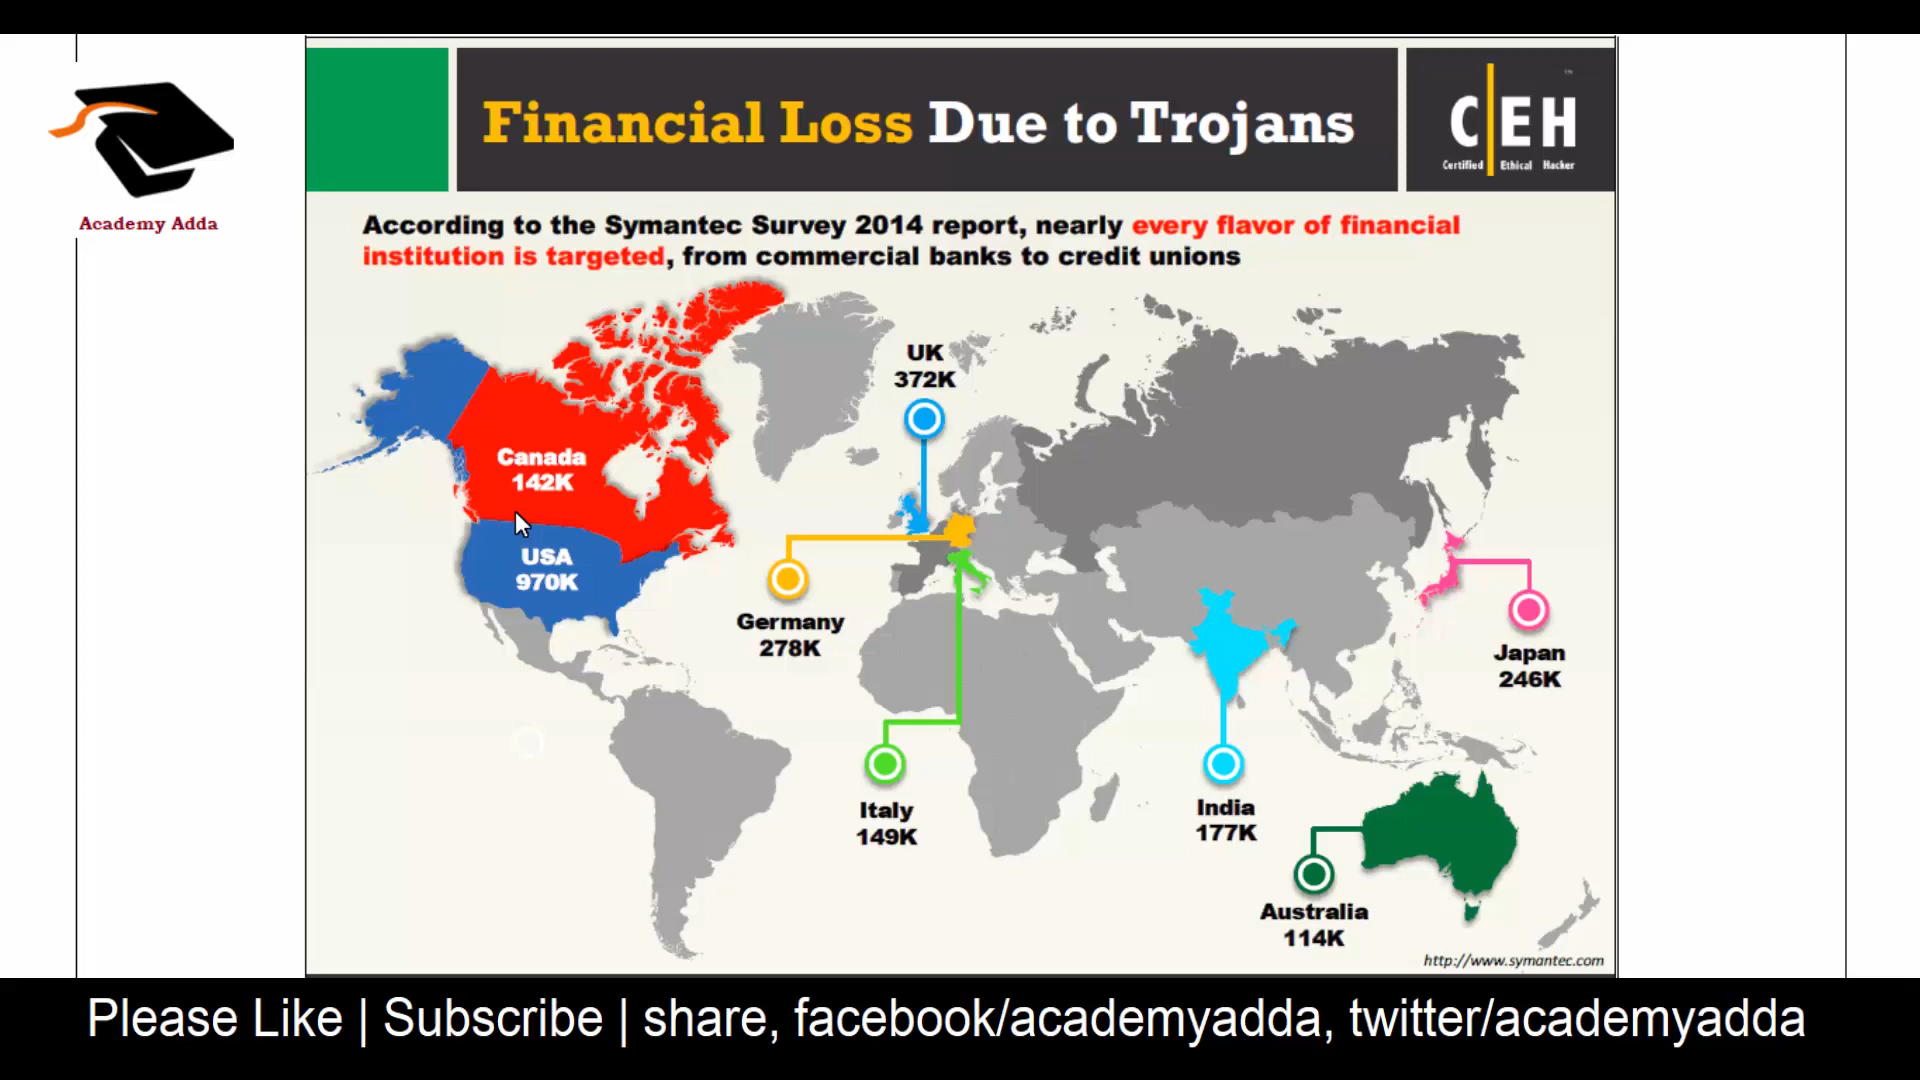 Academy Adda
Financial Loss Due to Trojans
C|EH
TM
Certified Ethical Hacker
According to the Symantec Survey 2014 report, nearly every flavor of financial
institution is targeted, from commercial banks to credit unions
UK
372K
Canada
142K
USA
970K
Germany
278K
Japan
246K
Italy
149K
India
177K
Australia
114K
http://www.symantec.com
Please Like | Subscribe | share, facebook/academyadda, twitter/academyadda